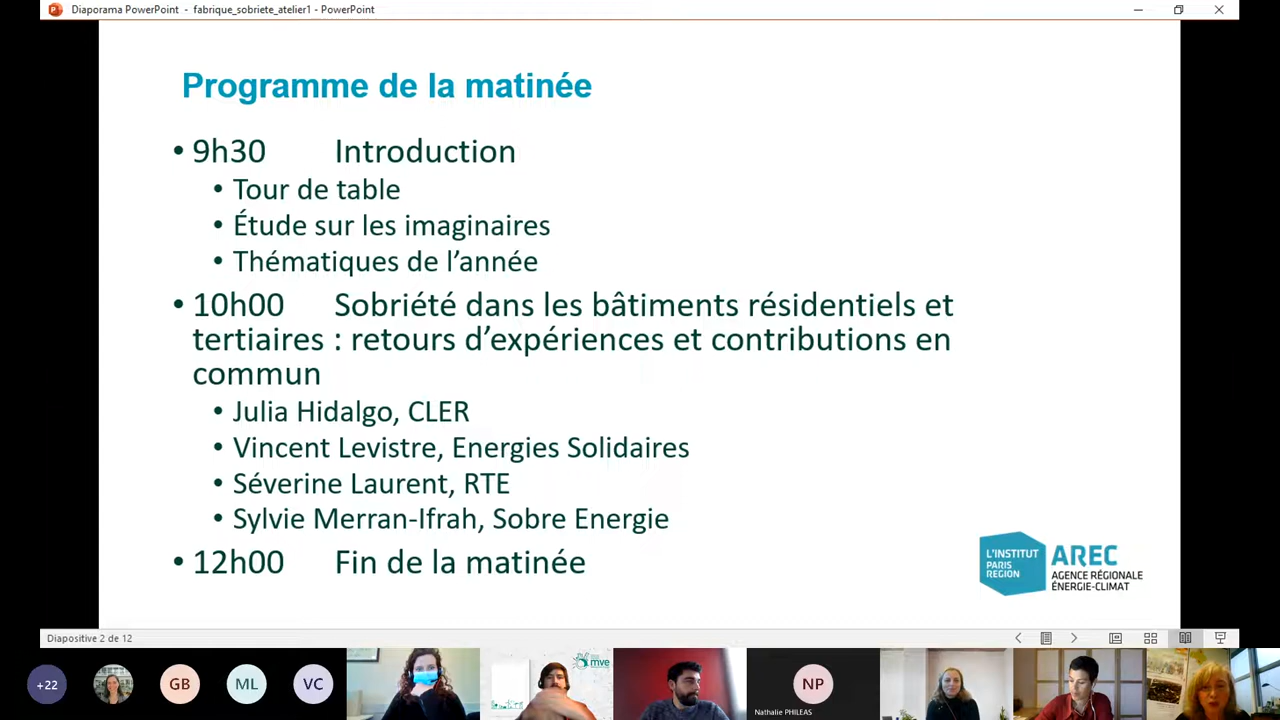 Diaporama PowerPoint - fabrique_sobriete_atelier1 - PowerPoint
Programme de la matinée
• 9h30 Introduction
• Tour de table
• Étude sur les imaginaires
• Thématiques de l’année
• 10h00 Sobriété dans les bâtiments résidentiels et
tertiaires : retours d’expériences et contributions en
commun
• Julia Hidalgo, CLER
• Vincent Levistre, Energies Solidaires
• Séverine Laurent, RTE
• Sylvie Merran-Ifrah, Sobre Energie
• 12h00 Fin de la matinée
L'INSTITUT
PARIS
REGION
AREC
AGENCE RÉGIONALE
ÉNERGIE-CLIMAT
Diapositive 2 de 12
+22
GB
ML
VC
mve
NP
Nathalie PHILEAS